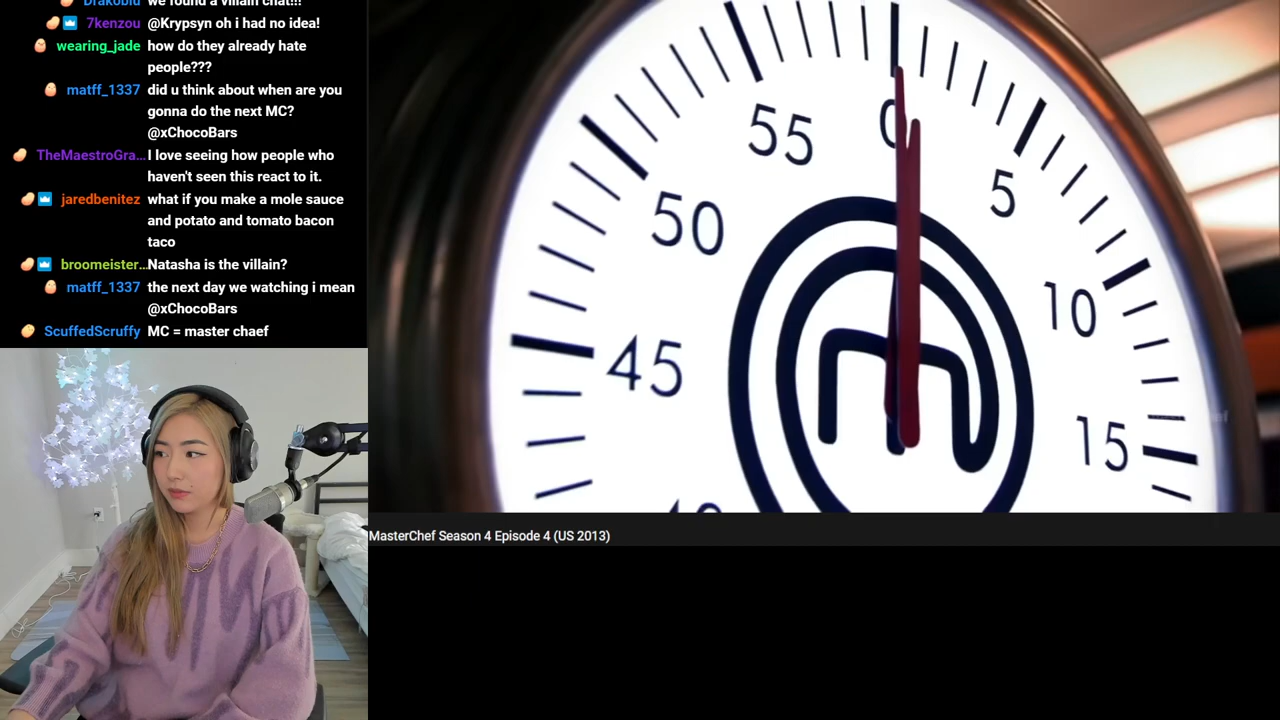 Drakobiu we found a villain chat!!!
7kenzou @Krypsyn oh i had no idea!
wearing_jade how do they already hate
people???
matff_1337 did u think about when are you
gonna do the next MC?
@xChocoBars
TheMaestroGra... I love seeing how people who
haven't seen this react to it.
jaredbenitez what if you make a mole sauce
and potato and tomato bacon
taco
broomeister... Natasha is the villain?
matff_1337 the next day we watching i mean
@xChocoBars
ScuffedScruffy MC = master chaef
0
55
5
50
10
45
15
MasterChef Season 4 Episode 4 (US 2013)